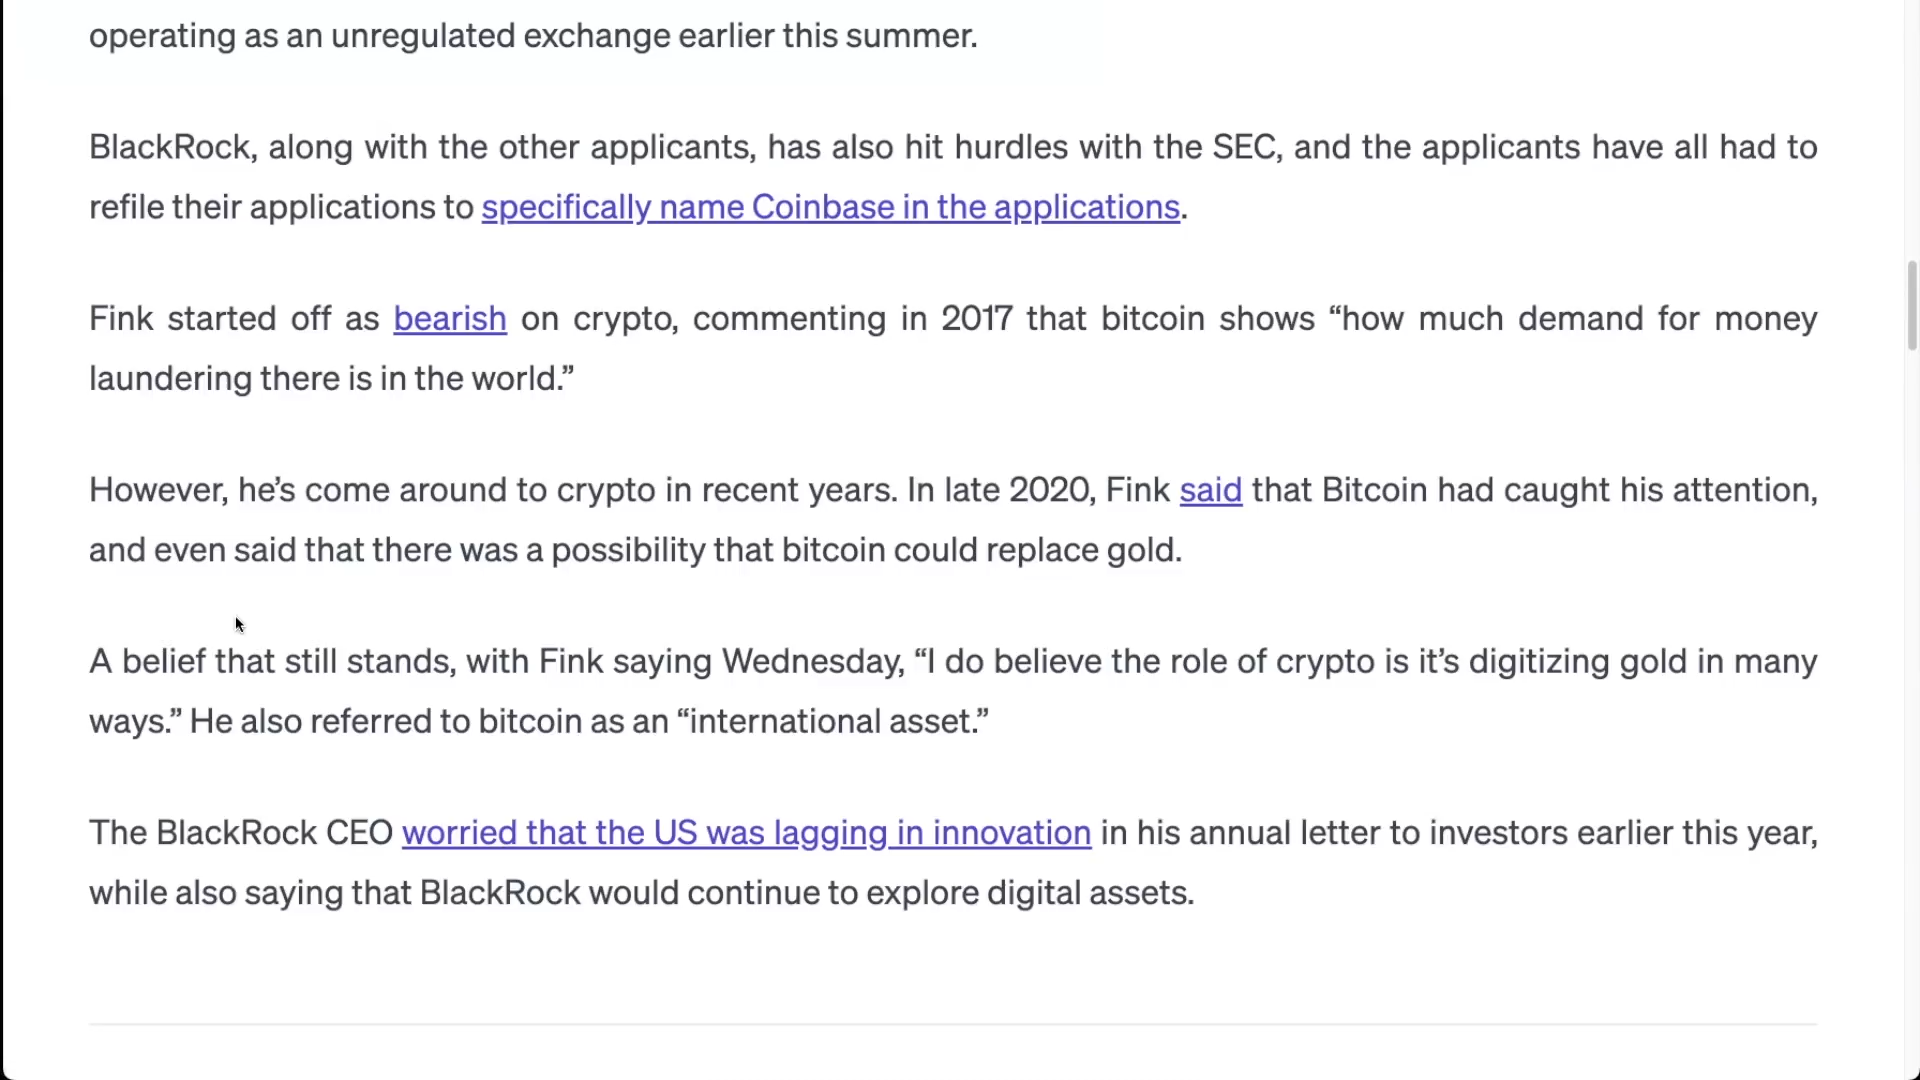 operating as an unregulated exchange earlier this summer.
BlackRock, along with the other applicants, has also hit hurdles with the SEC, and the applicants have all had to
refile their applications to specifically name Coinbase in the applications.
Fink started off as bearish on crypto, commenting in 2017 that bitcoin shows “how much demand for money
laundering there is in the world.”
However, he’s come around to crypto in recent years. In late 2020, Fink said that Bitcoin had caught his attention,
and even said that there was a possibility that bitcoin could replace gold.
A belief that still stands, with Fink saying Wednesday, “I do believe the role of crypto is it’s digitizing gold in many
ways.” He also referred to bitcoin as an “international asset.”
The BlackRock CEO worried that the US was lagging in innovation in his annual letter to investors earlier this year,
while also saying that BlackRock would continue to explore digital assets.